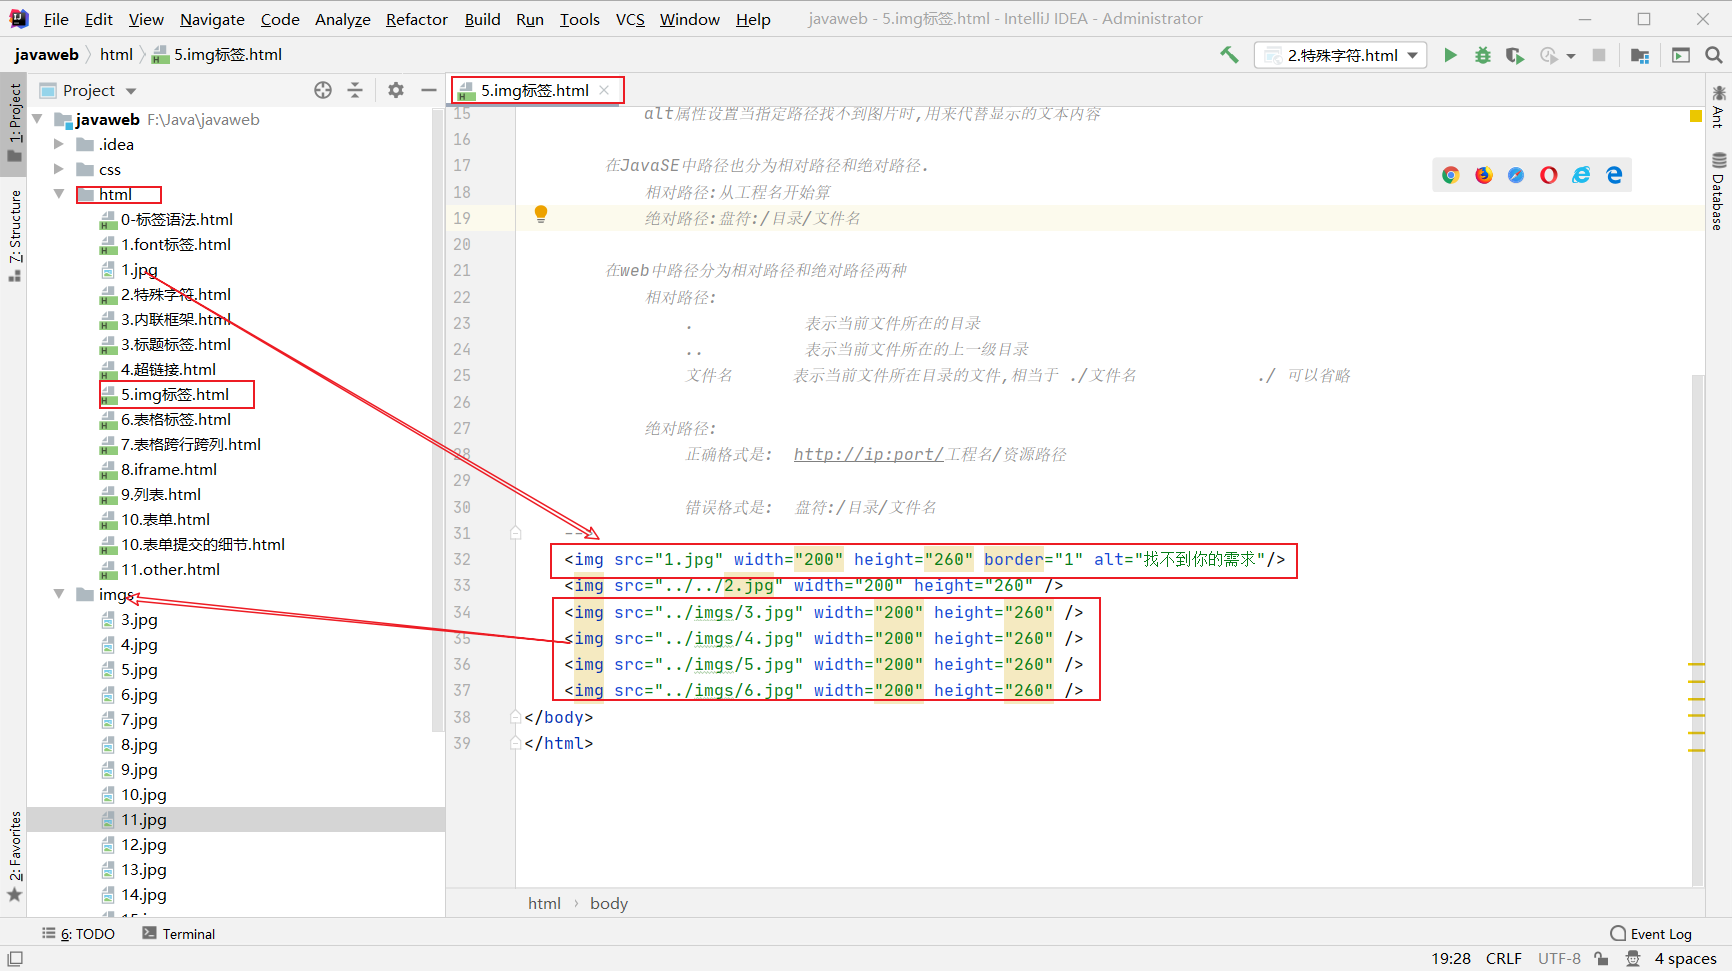 File Edit View Navigate Code Analyze Refactor Build Run Tools VCS Window Help javaweb - 5.img标签.html - IntelliJ IDEA - Administrator
javaweb html 5.img标签.html 2.特殊字符.html
1: Project
7: Structure
2: Favorites
Project
javaweb F:\Java\javaweb
.idea
css
html
0-标签语法.html
1.font标签.html
1.jpg
2.特殊字符.html
3.内联框架.html
3.标题标签.html
4.超链接.html
5.img标签.html
6.表格标签.html
7.表格跨行跨列.html
8.iframe.html
9.列表.html
10.表单.html
10.表单提交的细节.html
11.other.html
imgs
3.jpg
4.jpg
5.jpg
6.jpg
7.jpg
8.jpg
9.jpg
10.jpg
11.jpg
12.jpg
13.jpg
14.jpg
5.img标签.html
15 alt属性设置当指定路径找不到图片时,用来代替显示的文本内容
16
17 在JavaSE中路径也分为相对路径和绝对路径.
18 相对路径:从工程名开始算
19 绝对路径:盘符:/目录/文件名
20
21 在web中路径分为相对路径和绝对路径两种
22 相对路径:
23 . 表示当前文件所在的目录
24 .. 表示当前文件所在的上一级目录
25 文件名 表示当前文件所在目录的文件,相当于 ./文件名 ./ 可以省略
26
27 绝对路径:
28 正确格式是: http://ip:port/工程名/资源路径
29
30 错误格式是: 盘符:/目录/文件名
31 --
32 <img src="1.jpg" width="200" height="260" border="1" alt="找不到你的需求"/>
33 <img src="../../2.jpg" width="200" height="260" />
34 <img src="../imgs/3.jpg" width="200" height="260" />
35 <img src="../imgs/4.jpg" width="200" height="260" />
36 <img src="../imgs/5.jpg" width="200" height="260" />
37 <img src="../imgs/6.jpg" width="200" height="260" />
38 </body>
39 </html>
html › body
Ant
Database
6: TODO Terminal Event Log
19:28 CRLF UTF-8 4 spaces